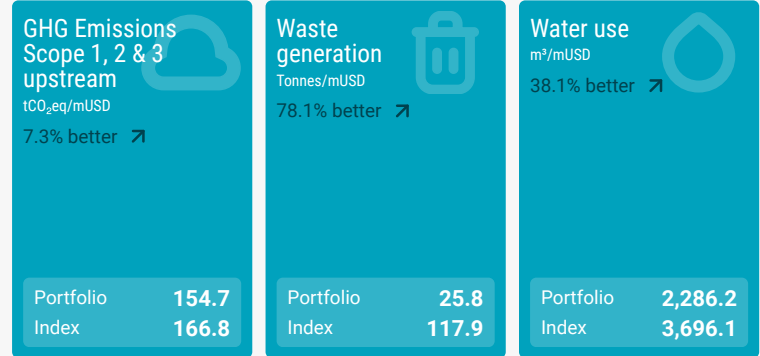 GHG Emissions
Scope 1, 2 & 3
upstream
tCO₂eq/mUSD
7.3% better
Portfolio 154.7
Index 166.8
Waste
generation
Tonnes/mUSD
78.1% better
Portfolio 25.8
Index 117.9
Water use
m³/mUSD
38.1% better
Portfolio 2,286.2
Index 3,696.1